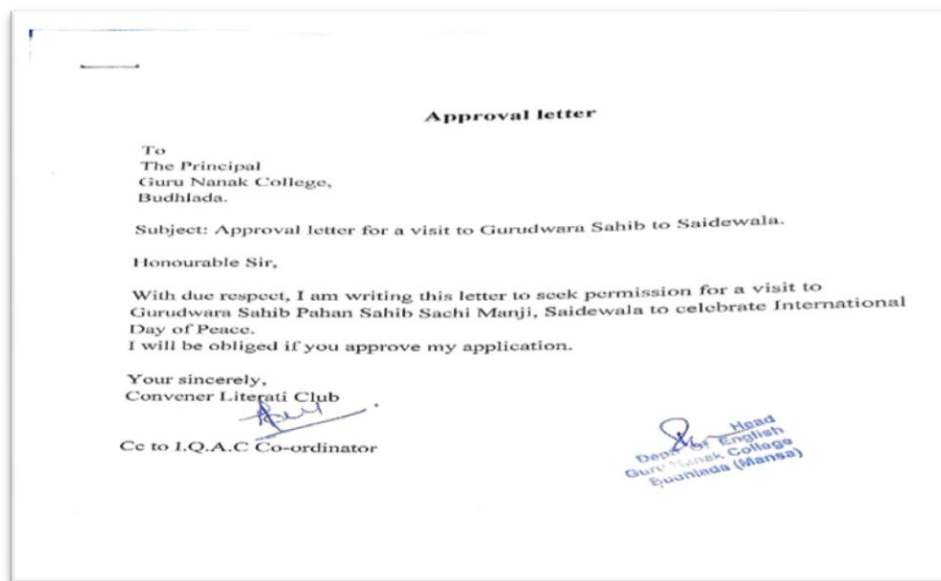 Approval letter
To
The Principal
Guru Nanak College,
Budhlada.
Subject: Approval letter for a visit to Gurudwara Sahib to Saidewala.
Honourable Sir,
With due respect, I am writing this letter to seek permission for a visit to
Gurudwara Sahib Pahan Sahib Sachi Manji, Saidewala to celebrate International
Day of Peace.
I will be obliged if you approve my application.
Your sincerely,
Convener Literati Club
Cc to I.Q.A.C Co-ordinator
Head
Deptt. of English
Guru Nanak College
Budhlada (Mansa)